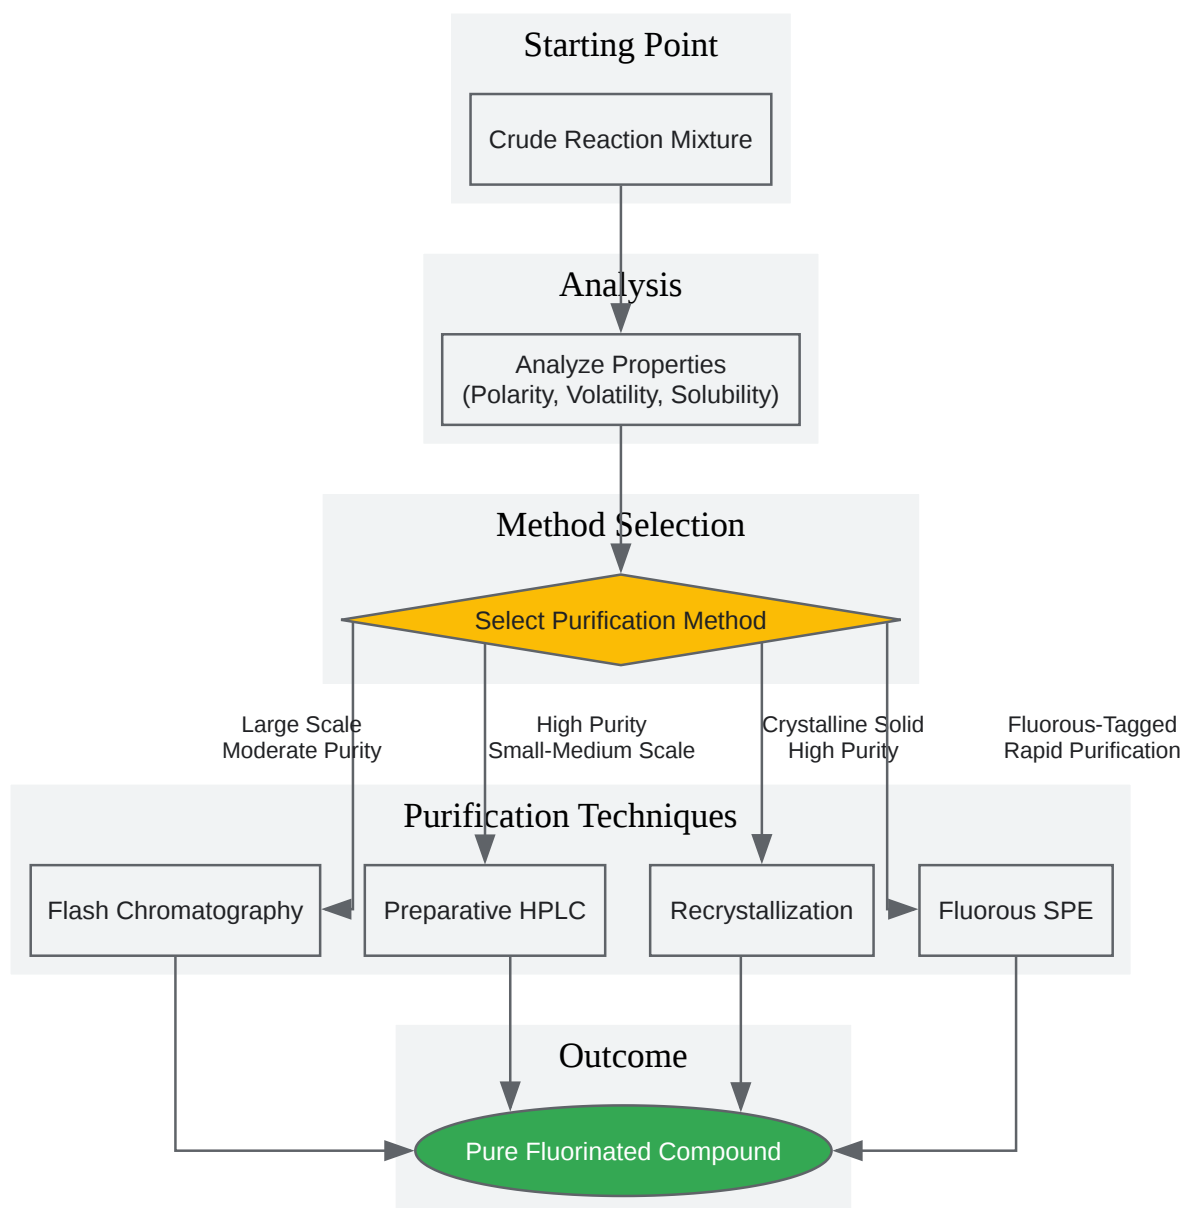 Starting Point
Crude Reaction Mixture
Analysis
Analyze Properties
(Polarity, Volatility, Solubility)
Method Selection
Select Purification Method
Large Scale
Moderate Purity
High Purity
Small-Medium Scale
Crystalline Solid
High Purity
Fluorous-Tagged
Rapid Purification
Purification Techniques
Flash Chromatography
Preparative HPLC
Recrystallization
Fluorous SPE
Outcome
Pure Fluorinated Compound